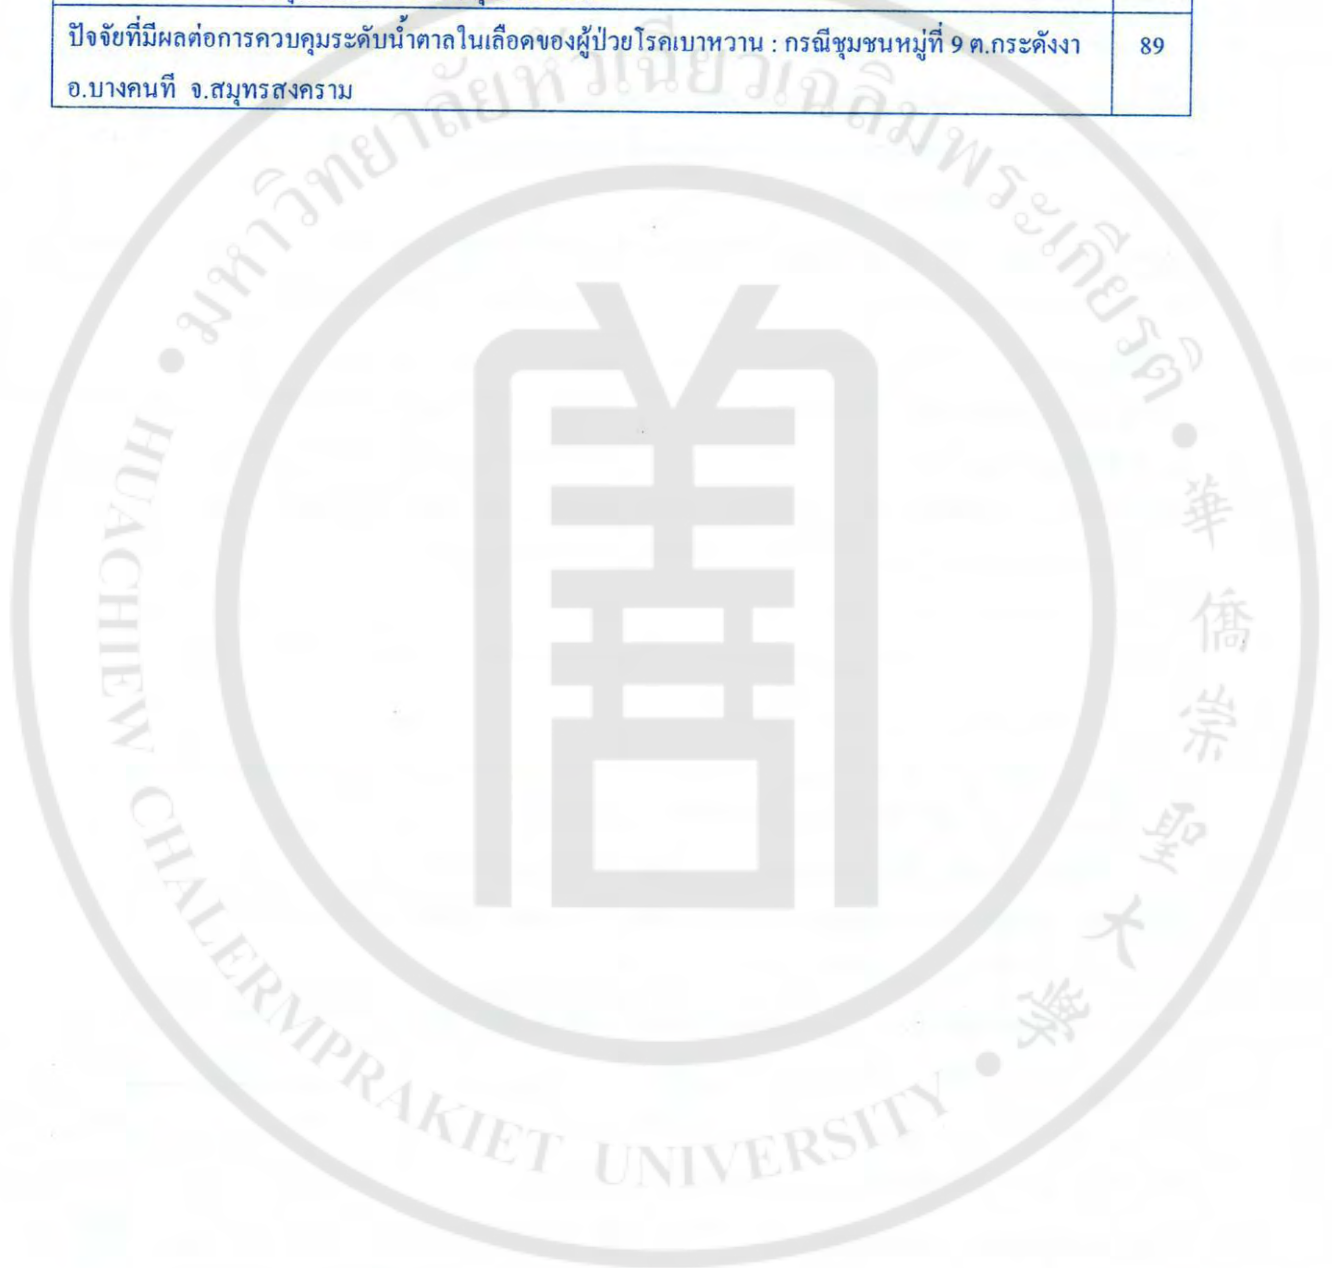 ปัจจัยที่มีผลต่อการควบคุมระดับน้ำตาลในเลือดของผู้ป่วยโรคเบาหวาน : กรณีชุมชนหมู่ที่ 9 ต.กระดังงา
89
อ.บางคนที จ.สมุทรสงคราม
มหาวิทยาลัยหัวเฉียวเฉลิมพระเกียรติ
華僑崇聖大學
HUACHIEW CHALERMPRAKIET UNIVERSITY